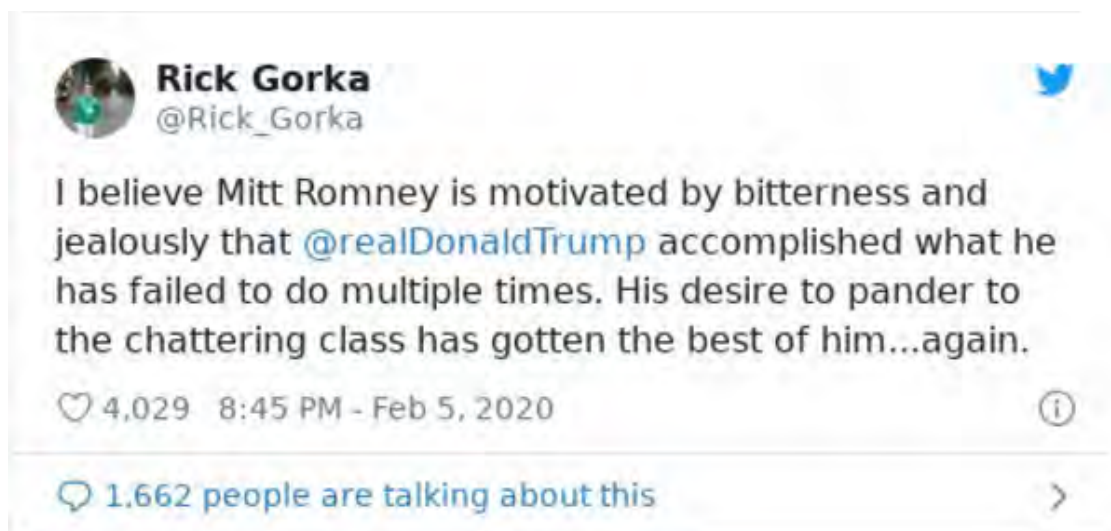 Rick Gorka
@Rick_Gorka
I believe Mitt Romney is motivated by bitterness and
jealously that @realDonaldTrump accomplished what he
has failed to do multiple times. His desire to pander to
the chattering class has gotten the best of him...again.
4,029 8:45 PM - Feb 5, 2020
1,662 people are talking about this